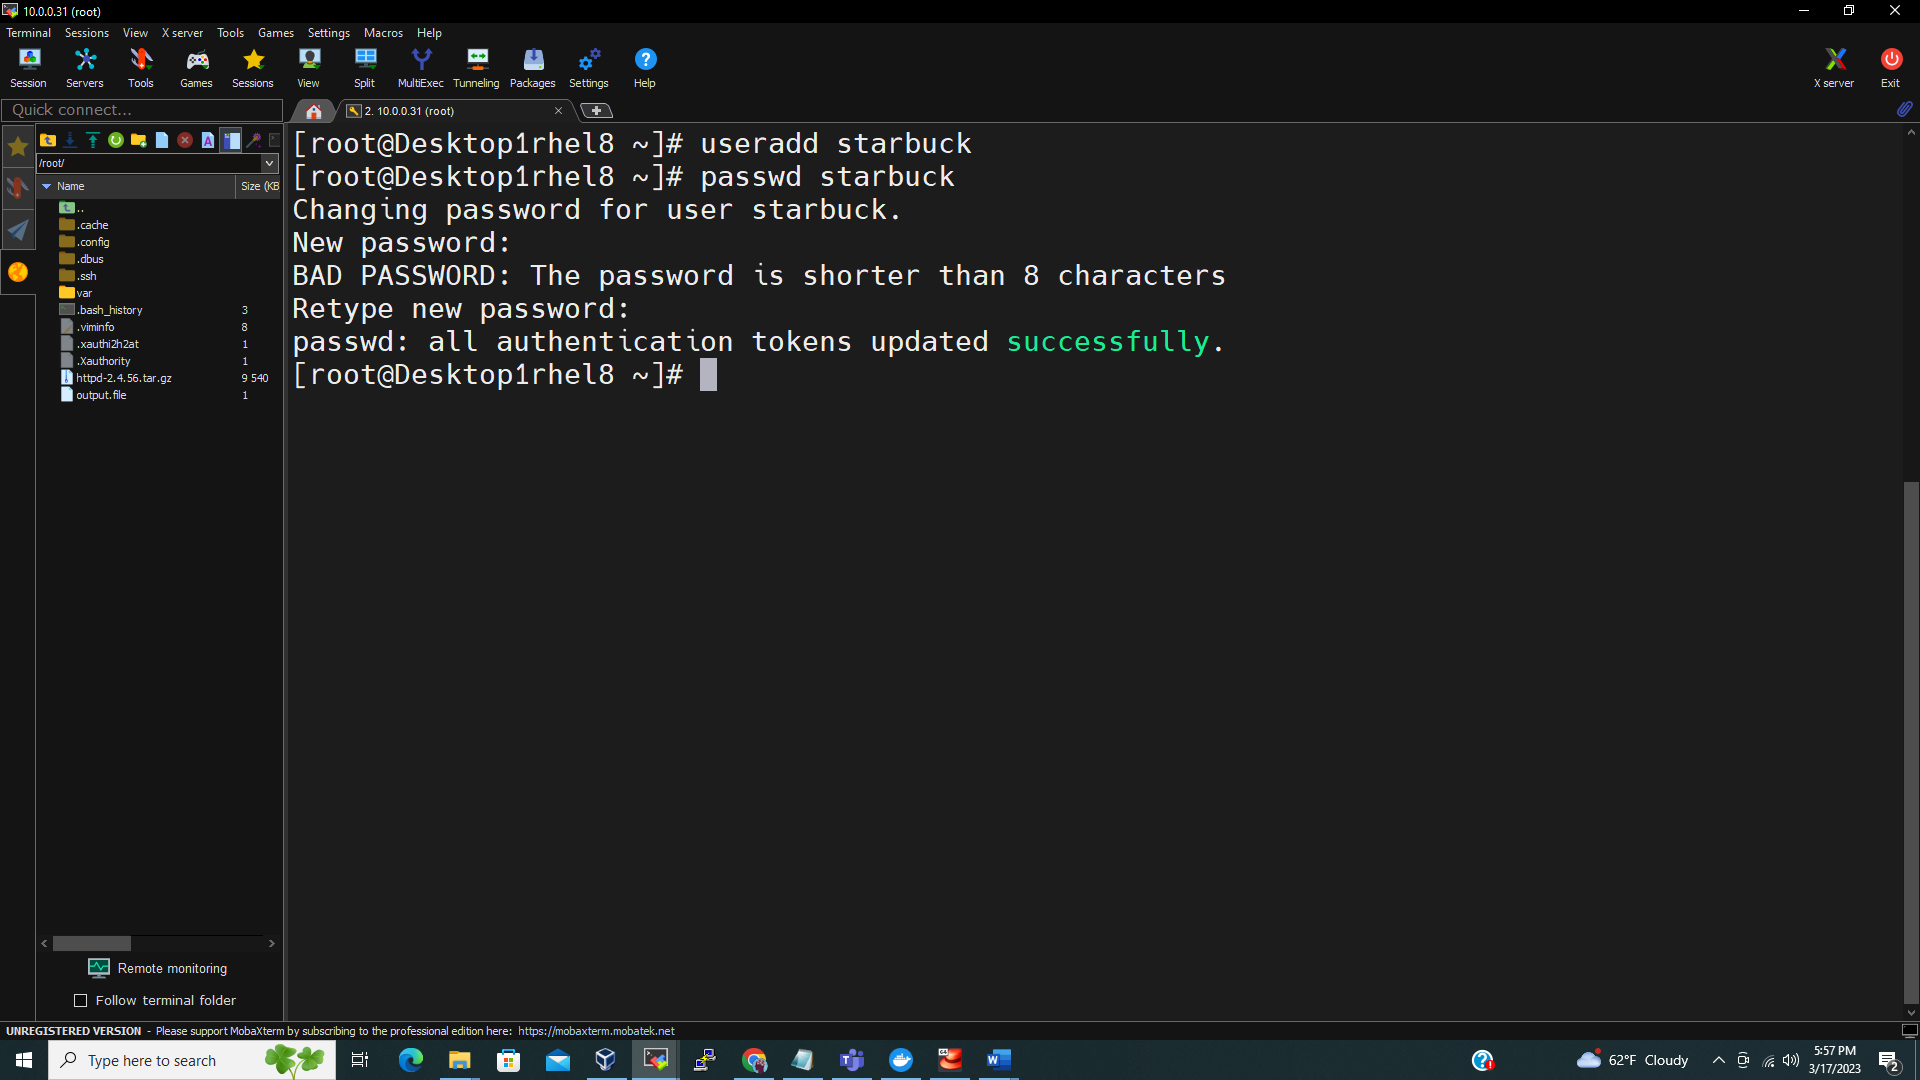 10.0.0.31 (root)
Terminal Sessions View X server Tools Games Settings Macros Help
Session Servers Tools Games Sessions View Split MultiExec Tunneling Packages Settings Help X server Exit
Quick connect...
2. 10.0.0.31 (root)
/root/
Name Size (KB
..
.cache
.config
.dbus
.ssh
var
.bash_history 3
.viminfo 8
.xauthi2h2at 1
.Xauthority 1
httpd-2.4.56.tar.gz 9 540
output.file 1
[root@Desktop1rhel8 ~]# useradd starbuck
[root@Desktop1rhel8 ~]# passwd starbuck
Changing password for user starbuck.
New password:
BAD PASSWORD: The password is shorter than 8 characters
Retype new password:
passwd: all authentication tokens updated successfully.
[root@Desktop1rhel8 ~]#
Remote monitoring
Follow terminal folder
UNREGISTERED VERSION - Please support MobaXterm by subscribing to the professional edition here: https://mobaxterm.mobatek.net
Type here to search
62°F Cloudy
5:57 PM
3/17/2023
2